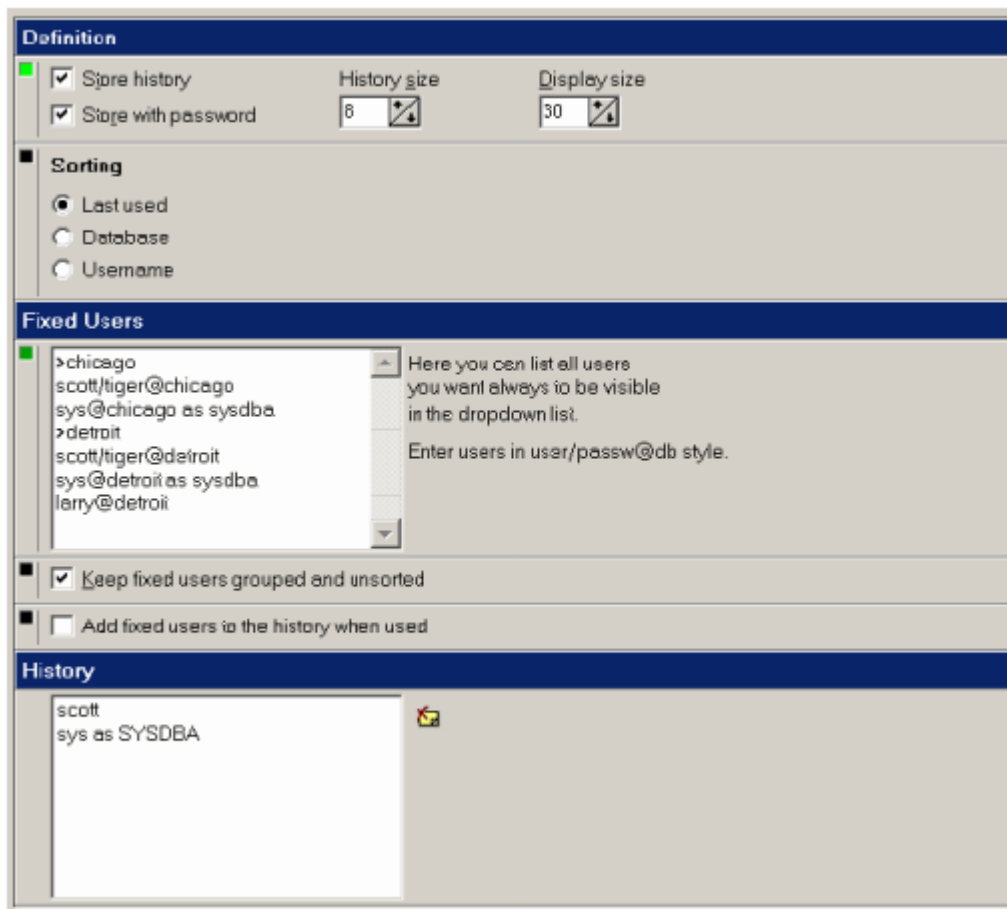 Definition
Store history
History size
Display size
Store with password
8
30
Sorting
Last used
Database
Username
Fixed Users
>chicago
scott/tiger@chicago
sys@chicago as sysdba
>detroit
scott/tiger@detroit
sys@detroit as sysdba
larry@detroit
Here you can list all users
you want always to be visible
in the dropdown list.
Enter users in user/passw@db style.
Keep fixed users grouped and unsorted
Add fixed users to the history when used
History
scott
sys as SYSDBA